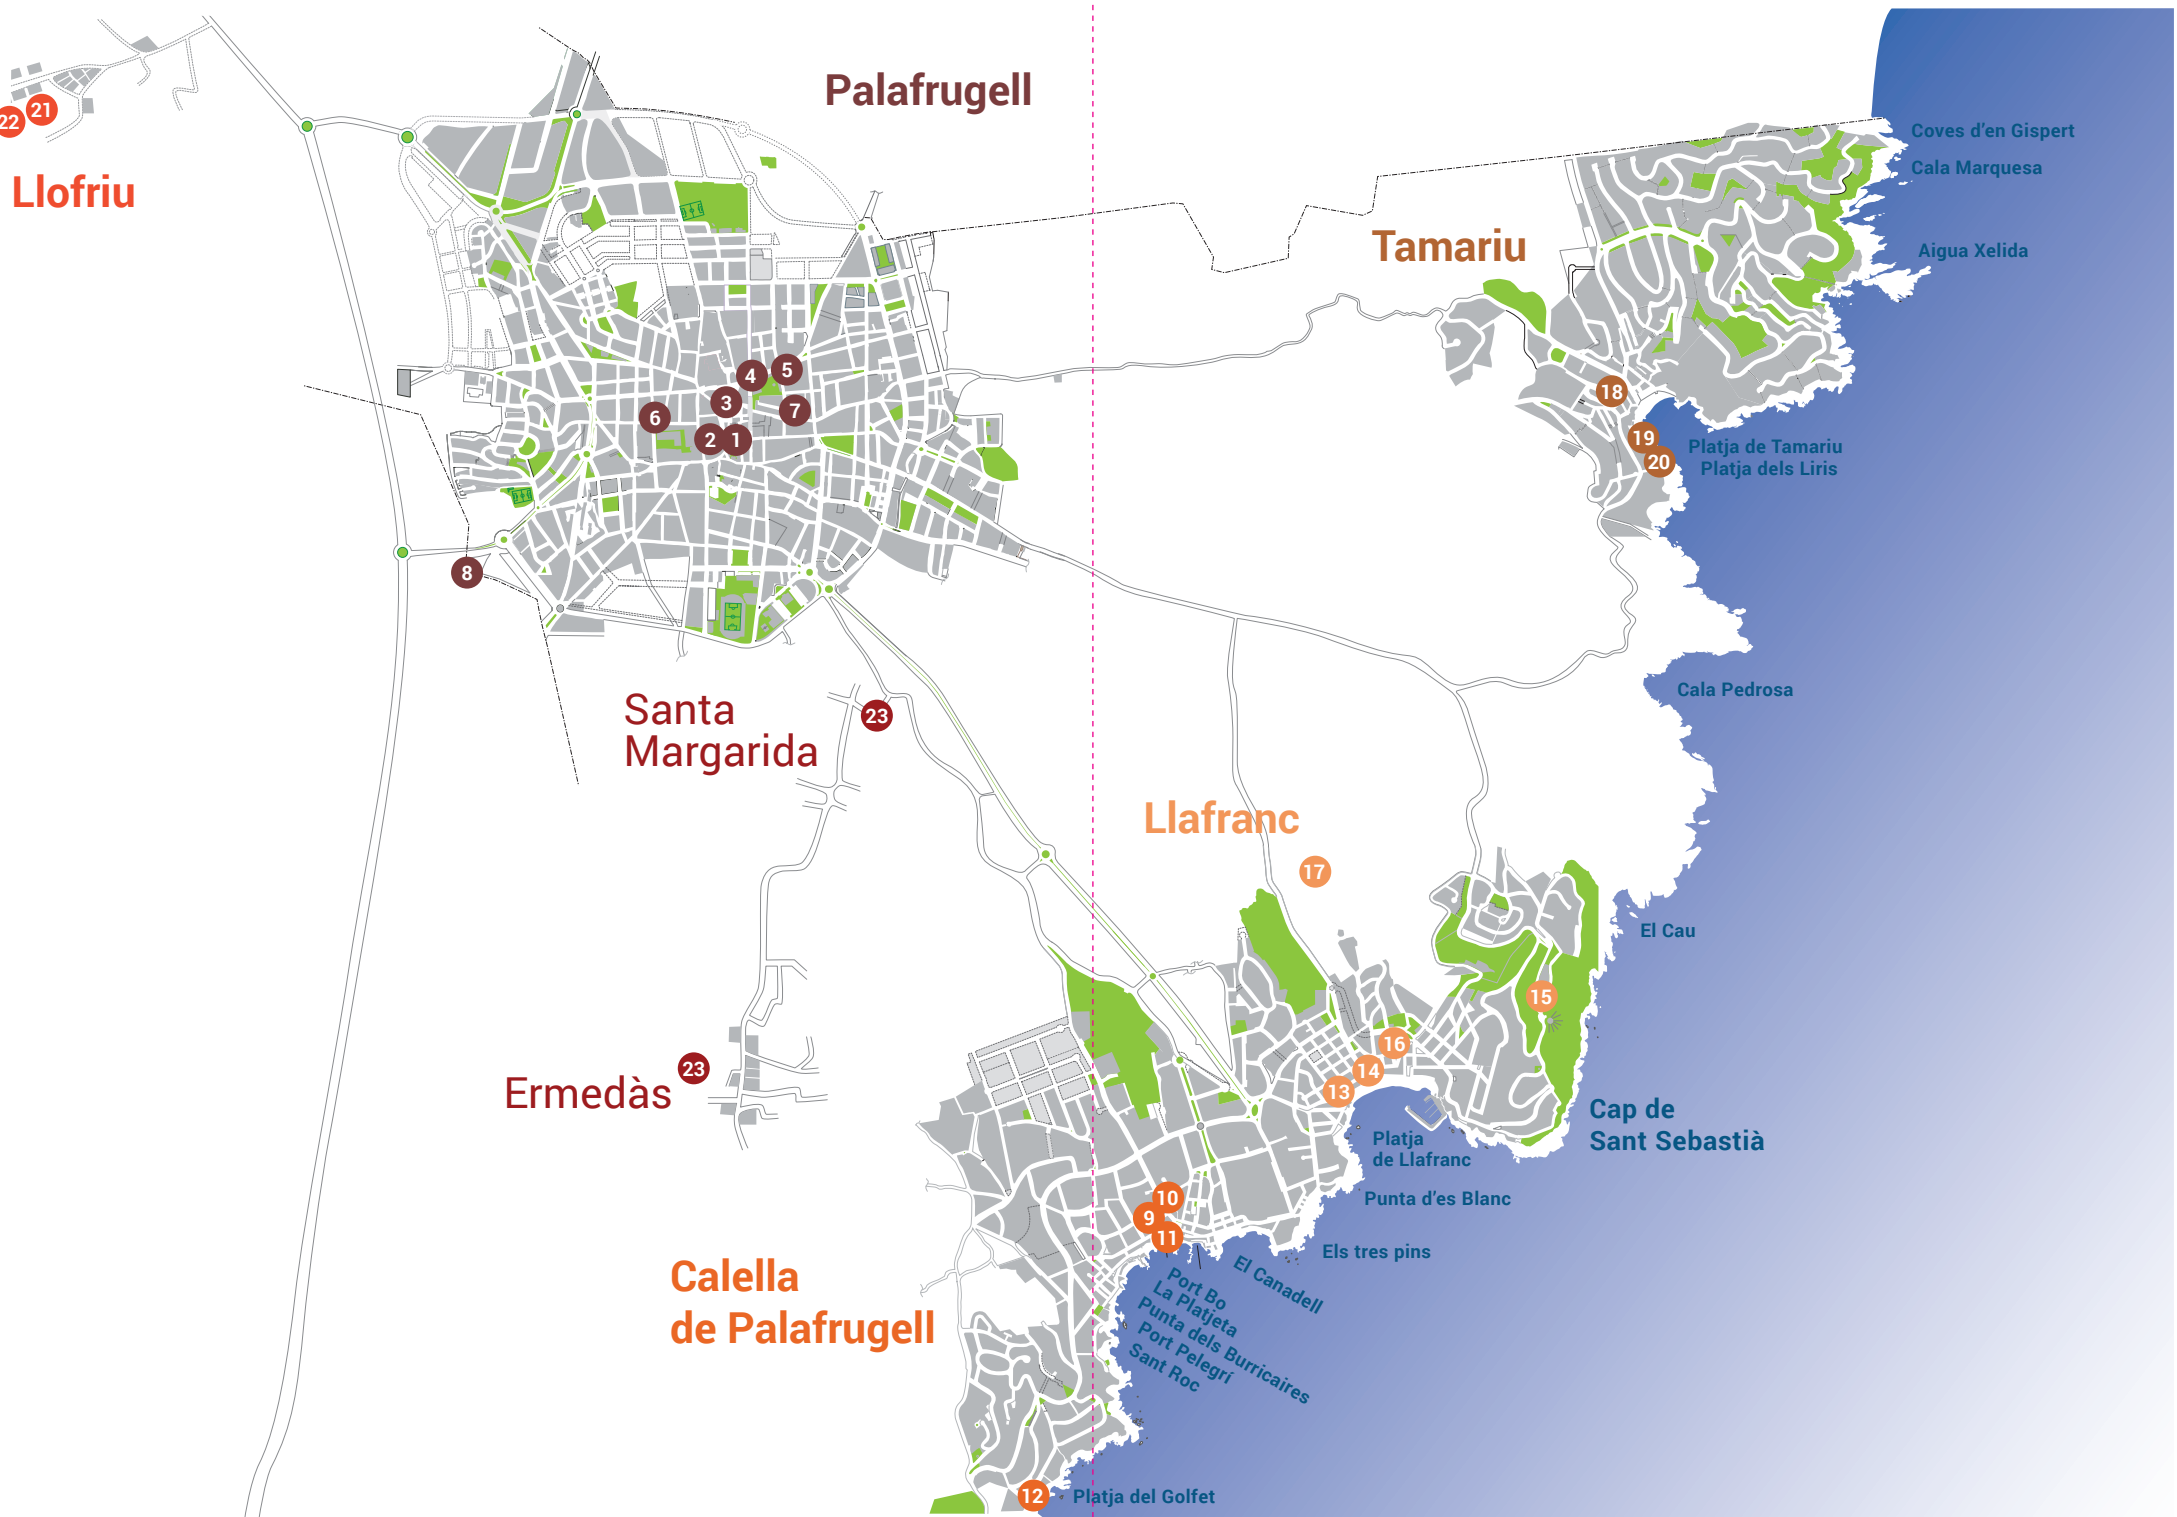 Palafrugell
Coves d'en Gispert
Cala Marquesa
22
21
Llofriu
Tamariu
Aigua Xelida
4
5
3
7
6
2
1
18
19
20
Platja de Tamariu
Platja dels Liris
8
Santa
Margarida
23
Cala Pedrosa
Llafranc
17
El Cau
15
16
14
13
Ermedàs
23
Cap de
Sant Sebastià
Platja
de Llafranc
Punta d'es Blanc
10
9
11
Els tres pins
El Canadell
Calella
de Palafrugell
Port Bo
La Platjeta
Punta dels Burricaires
Port Pelegrí
Sant Roc
12
Platja del Golfet